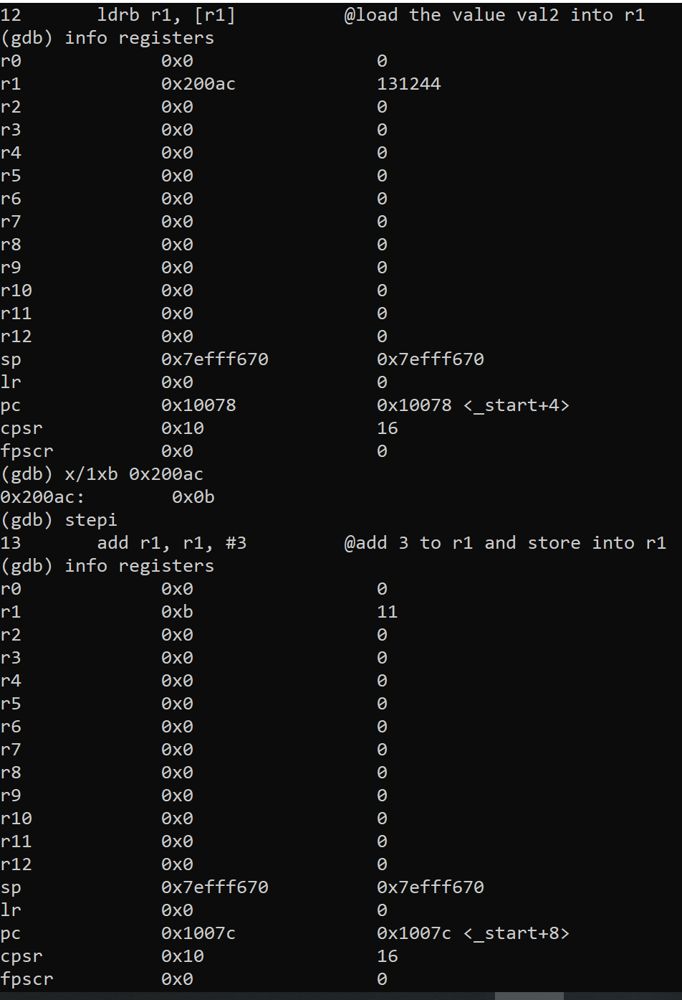 12       ldrb r1, [r1]          @load the value val2 into r1
(gdb) info registers
r0             0x0                 0
r1             0x200ac             131244
r2             0x0                 0
r3             0x0                 0
r4             0x0                 0
r5             0x0                 0
r6             0x0                 0
r7             0x0                 0
r8             0x0                 0
r9             0x0                 0
r10            0x0                 0
r11            0x0                 0
r12            0x0                 0
sp             0x7efff670          0x7efff670
lr             0x0                 0
pc             0x10078             0x10078 <_start+4>
cpsr           0x10                16
fpscr          0x0                 0
(gdb) x/1xb 0x200ac
0x200ac:        0x0b
(gdb) stepi
13       add r1, r1, #3         @add 3 to r1 and store into r1
(gdb) info registers
r0             0x0                 0
r1             0xb                 11
r2             0x0                 0
r3             0x0                 0
r4             0x0                 0
r5             0x0                 0
r6             0x0                 0
r7             0x0                 0
r8             0x0                 0
r9             0x0                 0
r10            0x0                 0
r11            0x0                 0
r12            0x0                 0
sp             0x7efff670          0x7efff670
lr             0x0                 0
pc             0x1007c             0x1007c <_start+8>
cpsr           0x10                16
fpscr          0x0                 0